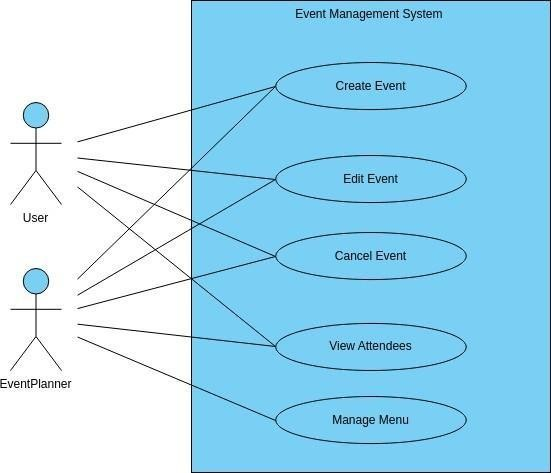 Event Management System
Create Event
Edit Event
User
Cancel Event
View Attendees
EventPlanner
Manage Menu